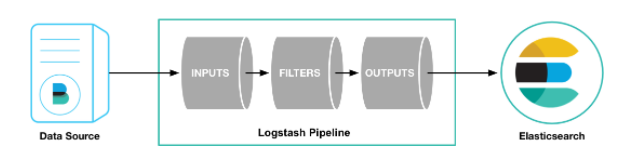 INPUTS
FILTERS
OUTPUTS
Data Source
Logstash Pipeline
Elasticsearch